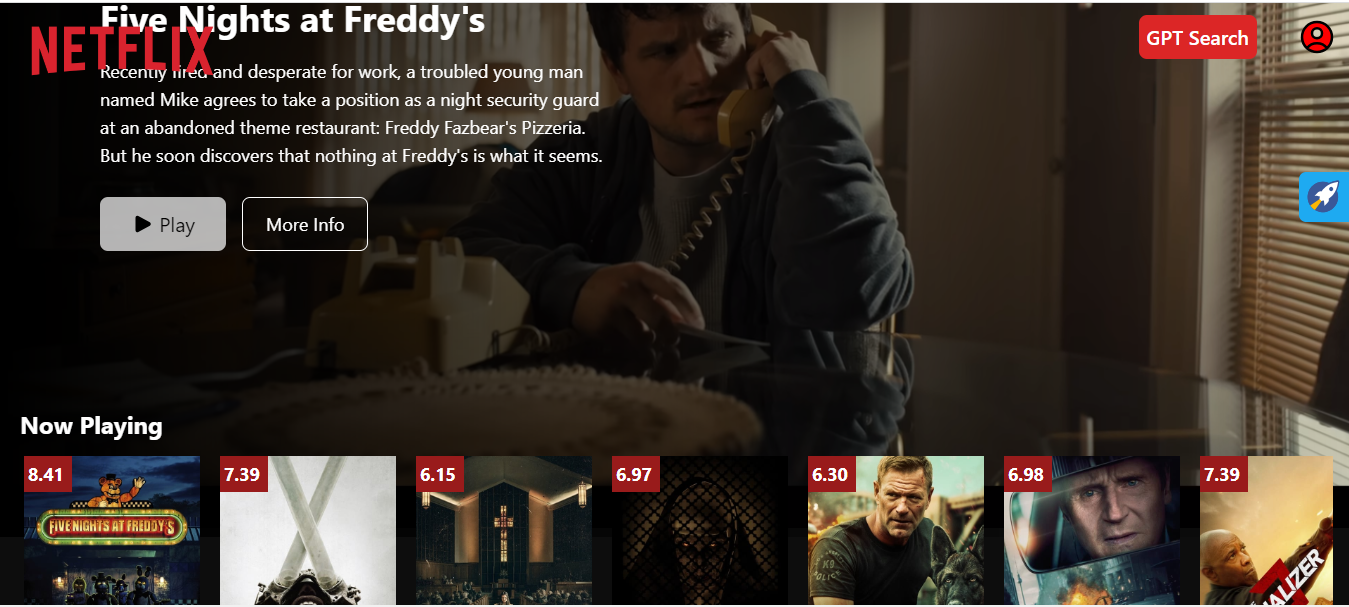 Five Nights at Freddy's
NETFLIX
GPT Search
Recently fired and desperate for work, a troubled young man
named Mike agrees to take a position as a night security guard
at an abandoned theme restaurant: Freddy Fazbear's Pizzeria.
But he soon discovers that nothing at Freddy's is what it seems.
Play
More Info
Now Playing
8.41
7.39
6.15
6.97
6.30
6.98
7.39
FIVE NIGHTS AT FREDDY'S